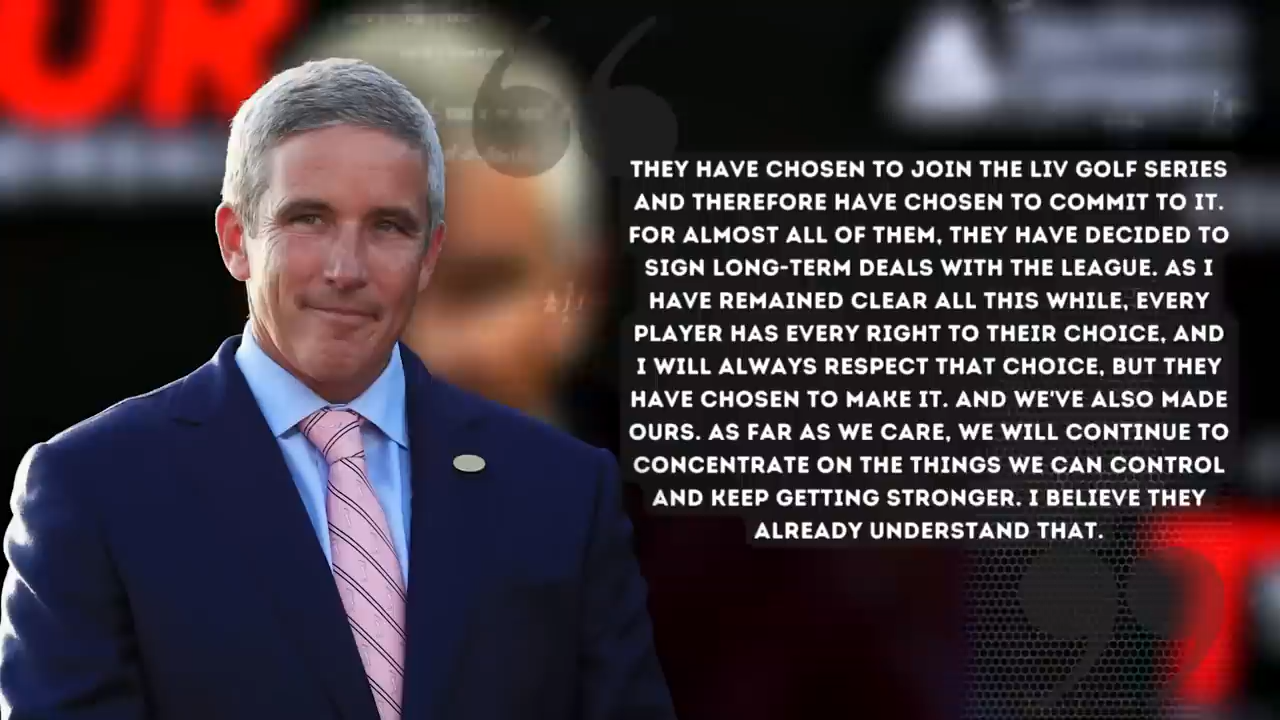 OUR
THEY HAVE CHOSEN TO JOIN THE LIV GOLF SERIES
AND THEREFORE HAVE CHOSEN TO COMMIT TO IT.
FOR ALMOST ALL OF THEM, THEY HAVE DECIDED TO
SIGN LONG-TERM DEALS WITH THE LEAGUE. AS I
HAVE REMAINED CLEAR ALL THIS WHILE, EVERY
PLAYER HAS EVERY RIGHT TO THEIR CHOICE, AND
I WILL ALWAYS RESPECT THAT CHOICE, BUT THEY
HAVE CHOSEN TO MAKE IT. AND WE'VE ALSO MADE
OURS. AS FAR AS WE CARE, WE WILL CONTINUE TO
CONCENTRATE ON THE THINGS WE CAN CONTROL
AND KEEP GETTING STRONGER. I BELIEVE THEY
ALREADY UNDERSTAND THAT.